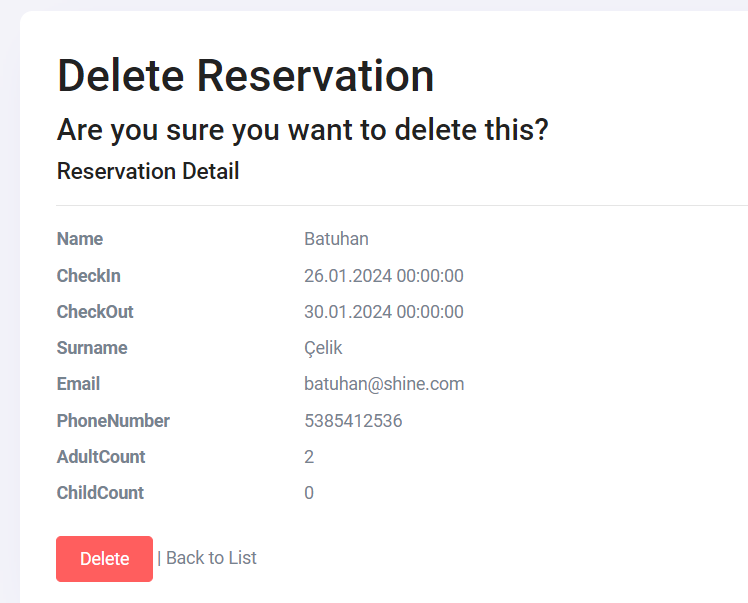 Delete Reservation
Are you sure you want to delete this?
Reservation Detail
Name Batuhan
CheckIn 26.01.2024 00:00:00
CheckOut 30.01.2024 00:00:00
Surname Çelik
Email batuhan@shine.com
PhoneNumber 5385412536
AdultCount 2
ChildCount 0
Delete | Back to List